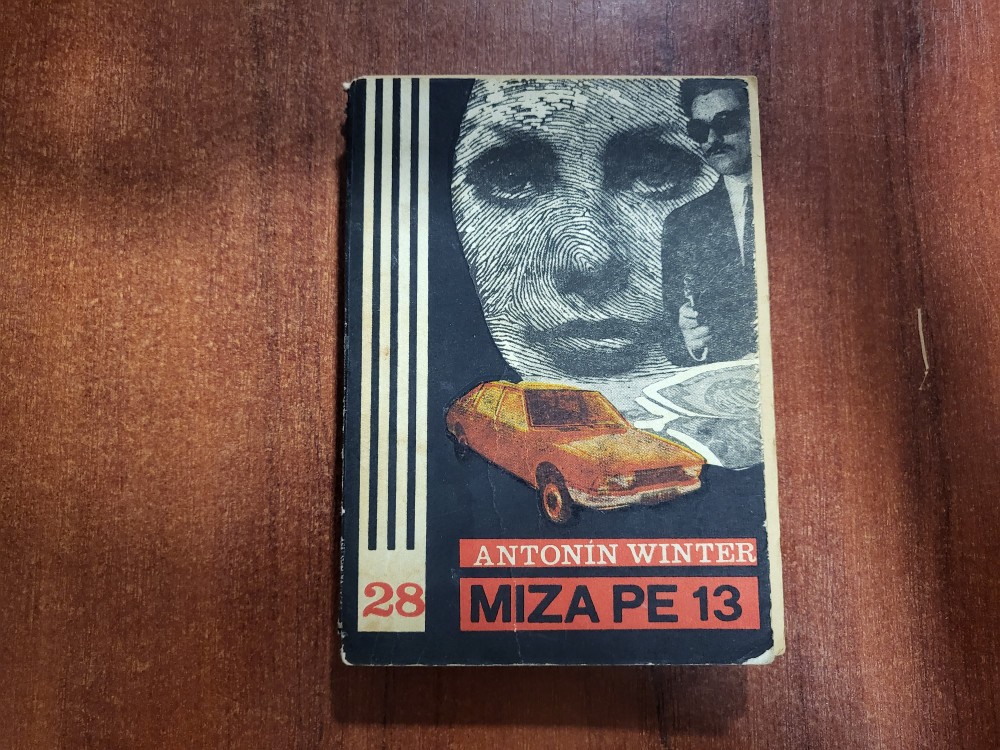 ANTONÍN WINTER
28
MIZA PE 13